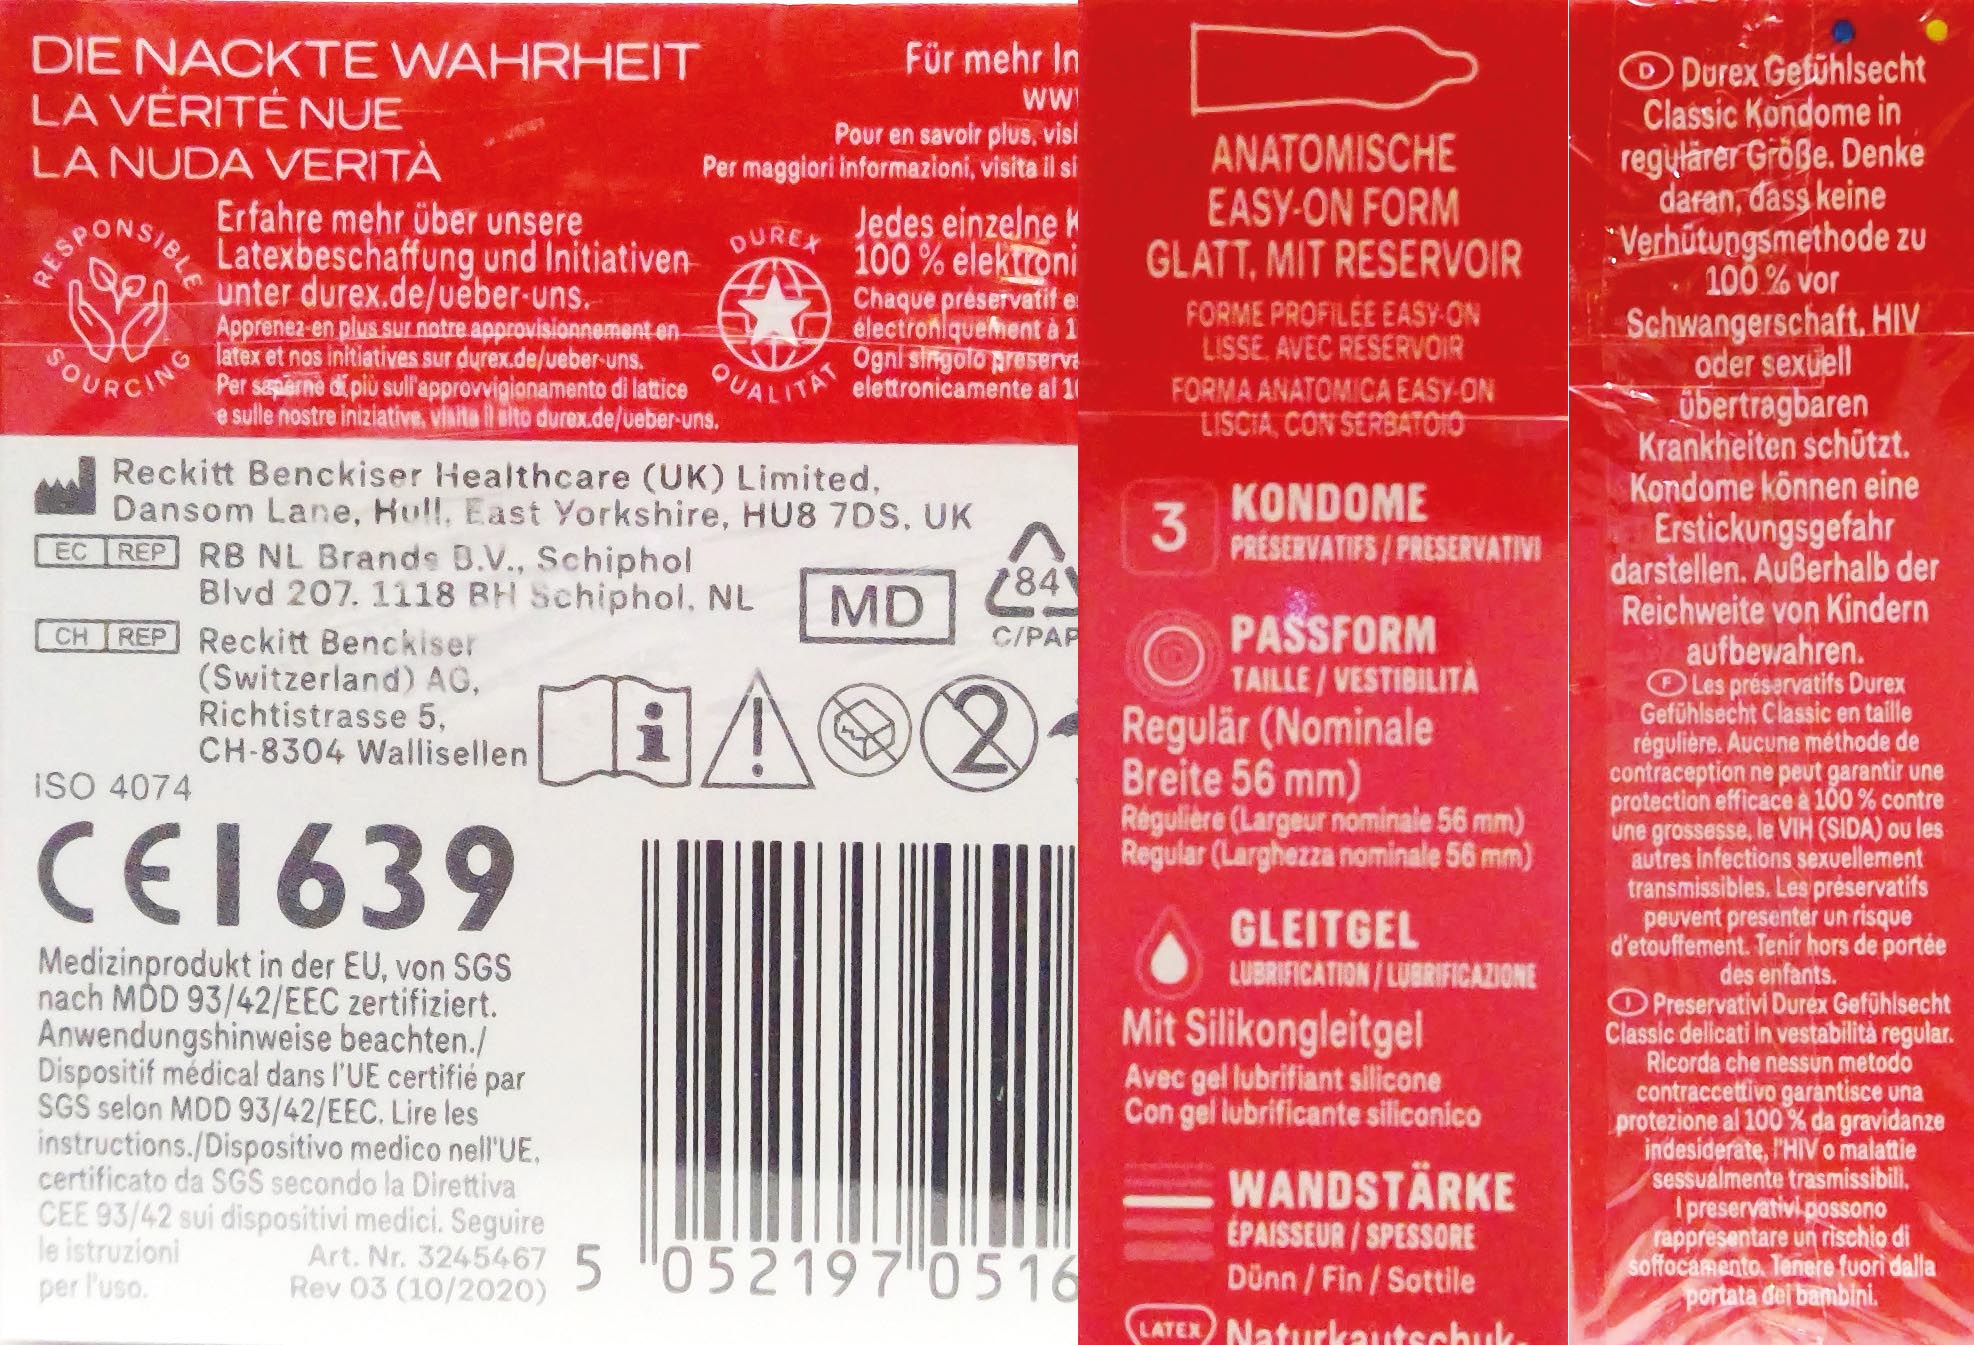 DIE NACKTE WAHRHEIT
LA VÉRITÉ NUE
LA NUDA VERITÀ
Für mehr In
Pour en savoir plus, visi
Per maggiori informazioni, visita il si
RESPONSIBLE
SOURCING
Erfahre mehr über unsere
Latexbeschaffung und Initiativen
unter durex.de/ueber-uns.
Apprenez-en plus sur notre approvisionnement en
latex et nos initiatives sur durex.de/ueber-uns.
Per saperne di più sull'approvvigionamento di lattice
e sulle nostre iniziative, visita il sito durex.de/ueber-uns.
DUREX
QUALITÄT
Jedes einzelne K
100 % elektroni
Chaque préservatif e
électroniquement à 1
Ogni singolo preserva
elettronicamente al 10
Reckitt Benckiser Healthcare (UK) Limited,
Dansom Lane, Hull, East Yorkshire, HU8 7DS, UK
EC REP
RB NL Brands B.V., Schiphol
Blvd 207. 1118 BH Schiphol, NL
CH REP
Reckitt Benckiser
(Switzerland) AG,
Richtistrasse 5,
CH-8304 Wallisellen
MD
84
C/PAP
i
2
ISO 4074
CE1639
Medizinprodukt in der EU, von SGS
nach MDD 93/42/EEC zertifiziert.
Anwendungshinweise beachten./
Dispositif médical dans l'UE certifié par
SGS selon MDD 93/42/EEC. Lire les
instructions./Dispositivo medico nell'UE,
certificato da SGS secondo la Direttiva
CEE 93/42 sui dispositivi medici. Seguire
le istruzioni
per l'uso.
Art. Nr. 3245467
Rev 03 (10/2020)
5 052197 0516
ANATOMISCHE
EASY-ON FORM
GLATT, MIT RESERVOIR
FORME PROFILÉE EASY-ON
LISSE, AVEC RESERVOIR
FORMA ANATOMICA EASY-ON
LISCIA, CON SERBATOIO
3 KONDOME
PRÉSERVATIFS / PRESERVATIVI
PASSFORM
TAILLE / VESTIBILITÀ
Regulär (Nominale
Breite 56 mm)
Régulière (Largeur nominale 56 mm)
Regular (Larghezza nominale 56 mm)
GLEITGEL
LUBRIFICATION / LUBRIFICAZIONE
Mit Silikongleitgel
Avec gel lubrifiant silicone
Con gel lubrificante siliconico
WANDSTÄRKE
ÉPAISSEUR / SPESSORE
Dünn / Fin / Sottile
LATEX Naturkautschuk-
D Durex Gefühlsecht
Classic Kondome in
regulärer Größe. Denke
daran, dass keine
Verhütungsmethode zu
100 % vor
Schwangerschaft, HIV
oder sexuell
übertragbaren
Krankheiten schützt.
Kondome können eine
Erstickungsgefahr
darstellen. Außerhalb der
Reichweite von Kindern
aufbewahren.
F Les préservatifs Durex
Gefühlsecht Classic en taille
régulière. Aucune méthode de
contraception ne peut garantir une
protection efficace à 100 % contre
une grossesse, le VIH (SIDA) ou les
autres infections sexuellement
transmissibles. Les préservatifs
peuvent présenter un risque
d'etouffement. Tenir hors de portée
des enfants.
I Preservativi Durex Gefühlsecht
Classic delicati in vestabilità regular.
Ricorda che nessun metodo
contraccettivo garantisce una
protezione al 100 % da gravidanze
indesiderate, l'HIV o malattie
sessualmente trasmissibili.
I preservativi possono
rappresentare un rischio di
soffocamento. Tenere fuori dalla
portata dei bambini.